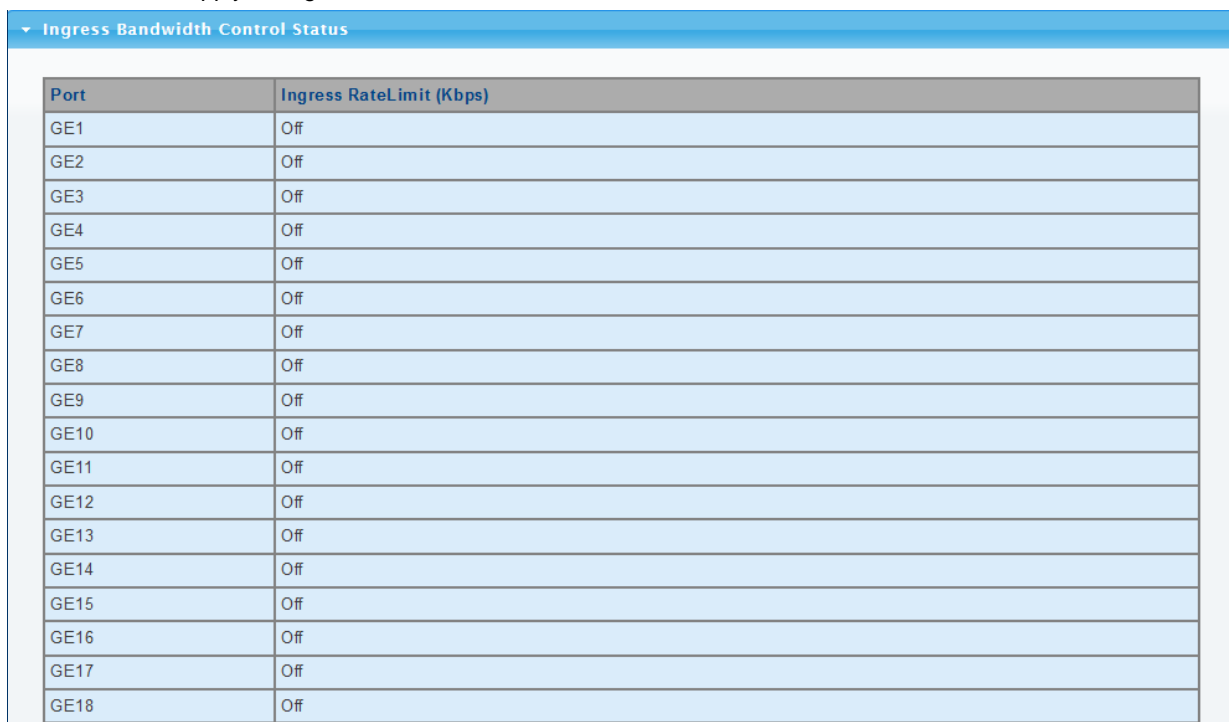 Ingress Bandwidth Control Status
Port Ingress RateLimit (Kbps)
GE1 Off
GE2 Off
GE3 Off
GE4 Off
GE5 Off
GE6 Off
GE7 Off
GE8 Off
GE9 Off
GE10 Off
GE11 Off
GE12 Off
GE13 Off
GE14 Off
GE15 Off
GE16 Off
GE17 Off
GE18 Off